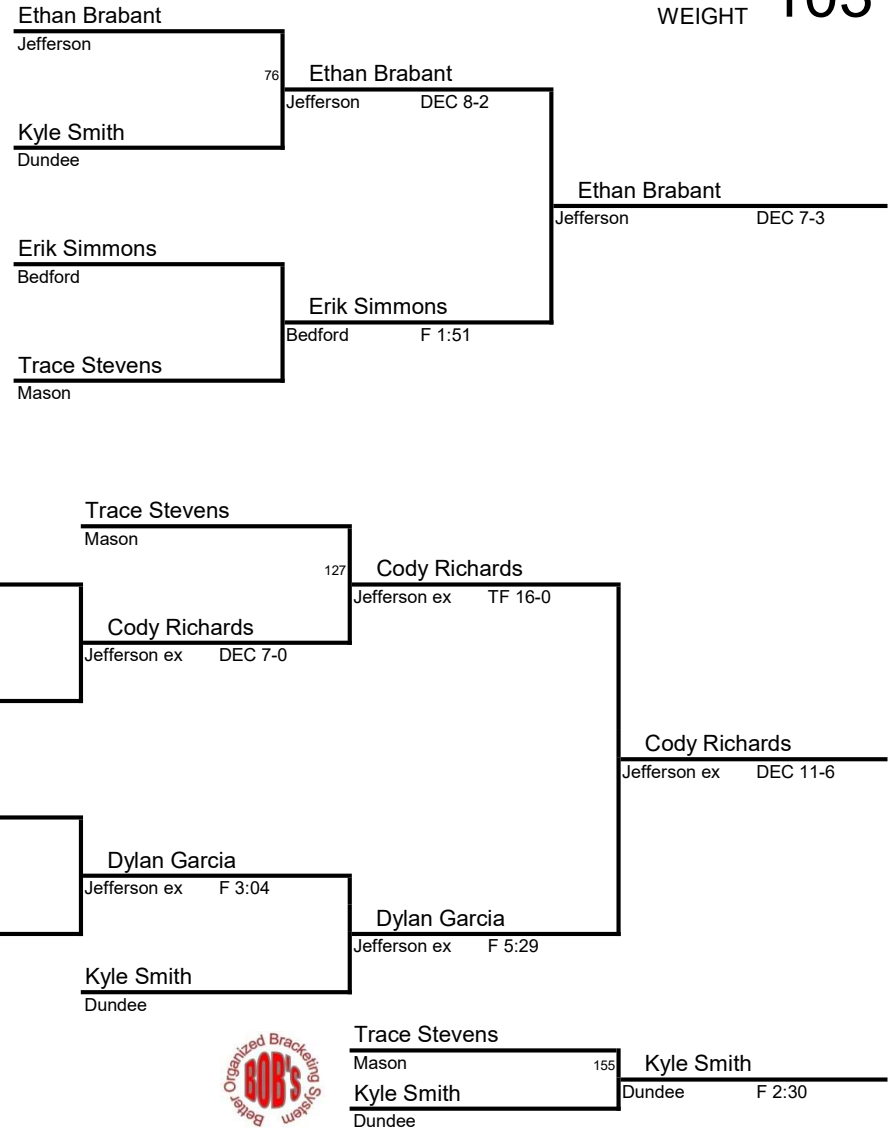 Ethan Brabant
WEIGHT 103
Jefferson
76 Ethan Brabant
Jefferson DEC 8-2
Kyle Smith
Dundee
Ethan Brabant
Jefferson DEC 7-3
Erik Simmons
Bedford
Erik Simmons
Bedford F 1:51
Trace Stevens
Mason
Trace Stevens
Mason
127 Cody Richards
Jefferson ex TF 16-0
Cody Richards
Jefferson ex DEC 7-0
Cody Richards
Jefferson ex DEC 11-6
Dylan Garcia
Jefferson ex F 3:04
Dylan Garcia
Jefferson ex F 5:29
Kyle Smith
Dundee
Trace Stevens
Mason
155 Kyle Smith
Dundee F 2:30
Kyle Smith
Dundee
Better Organized Bracketing System
BOB'S